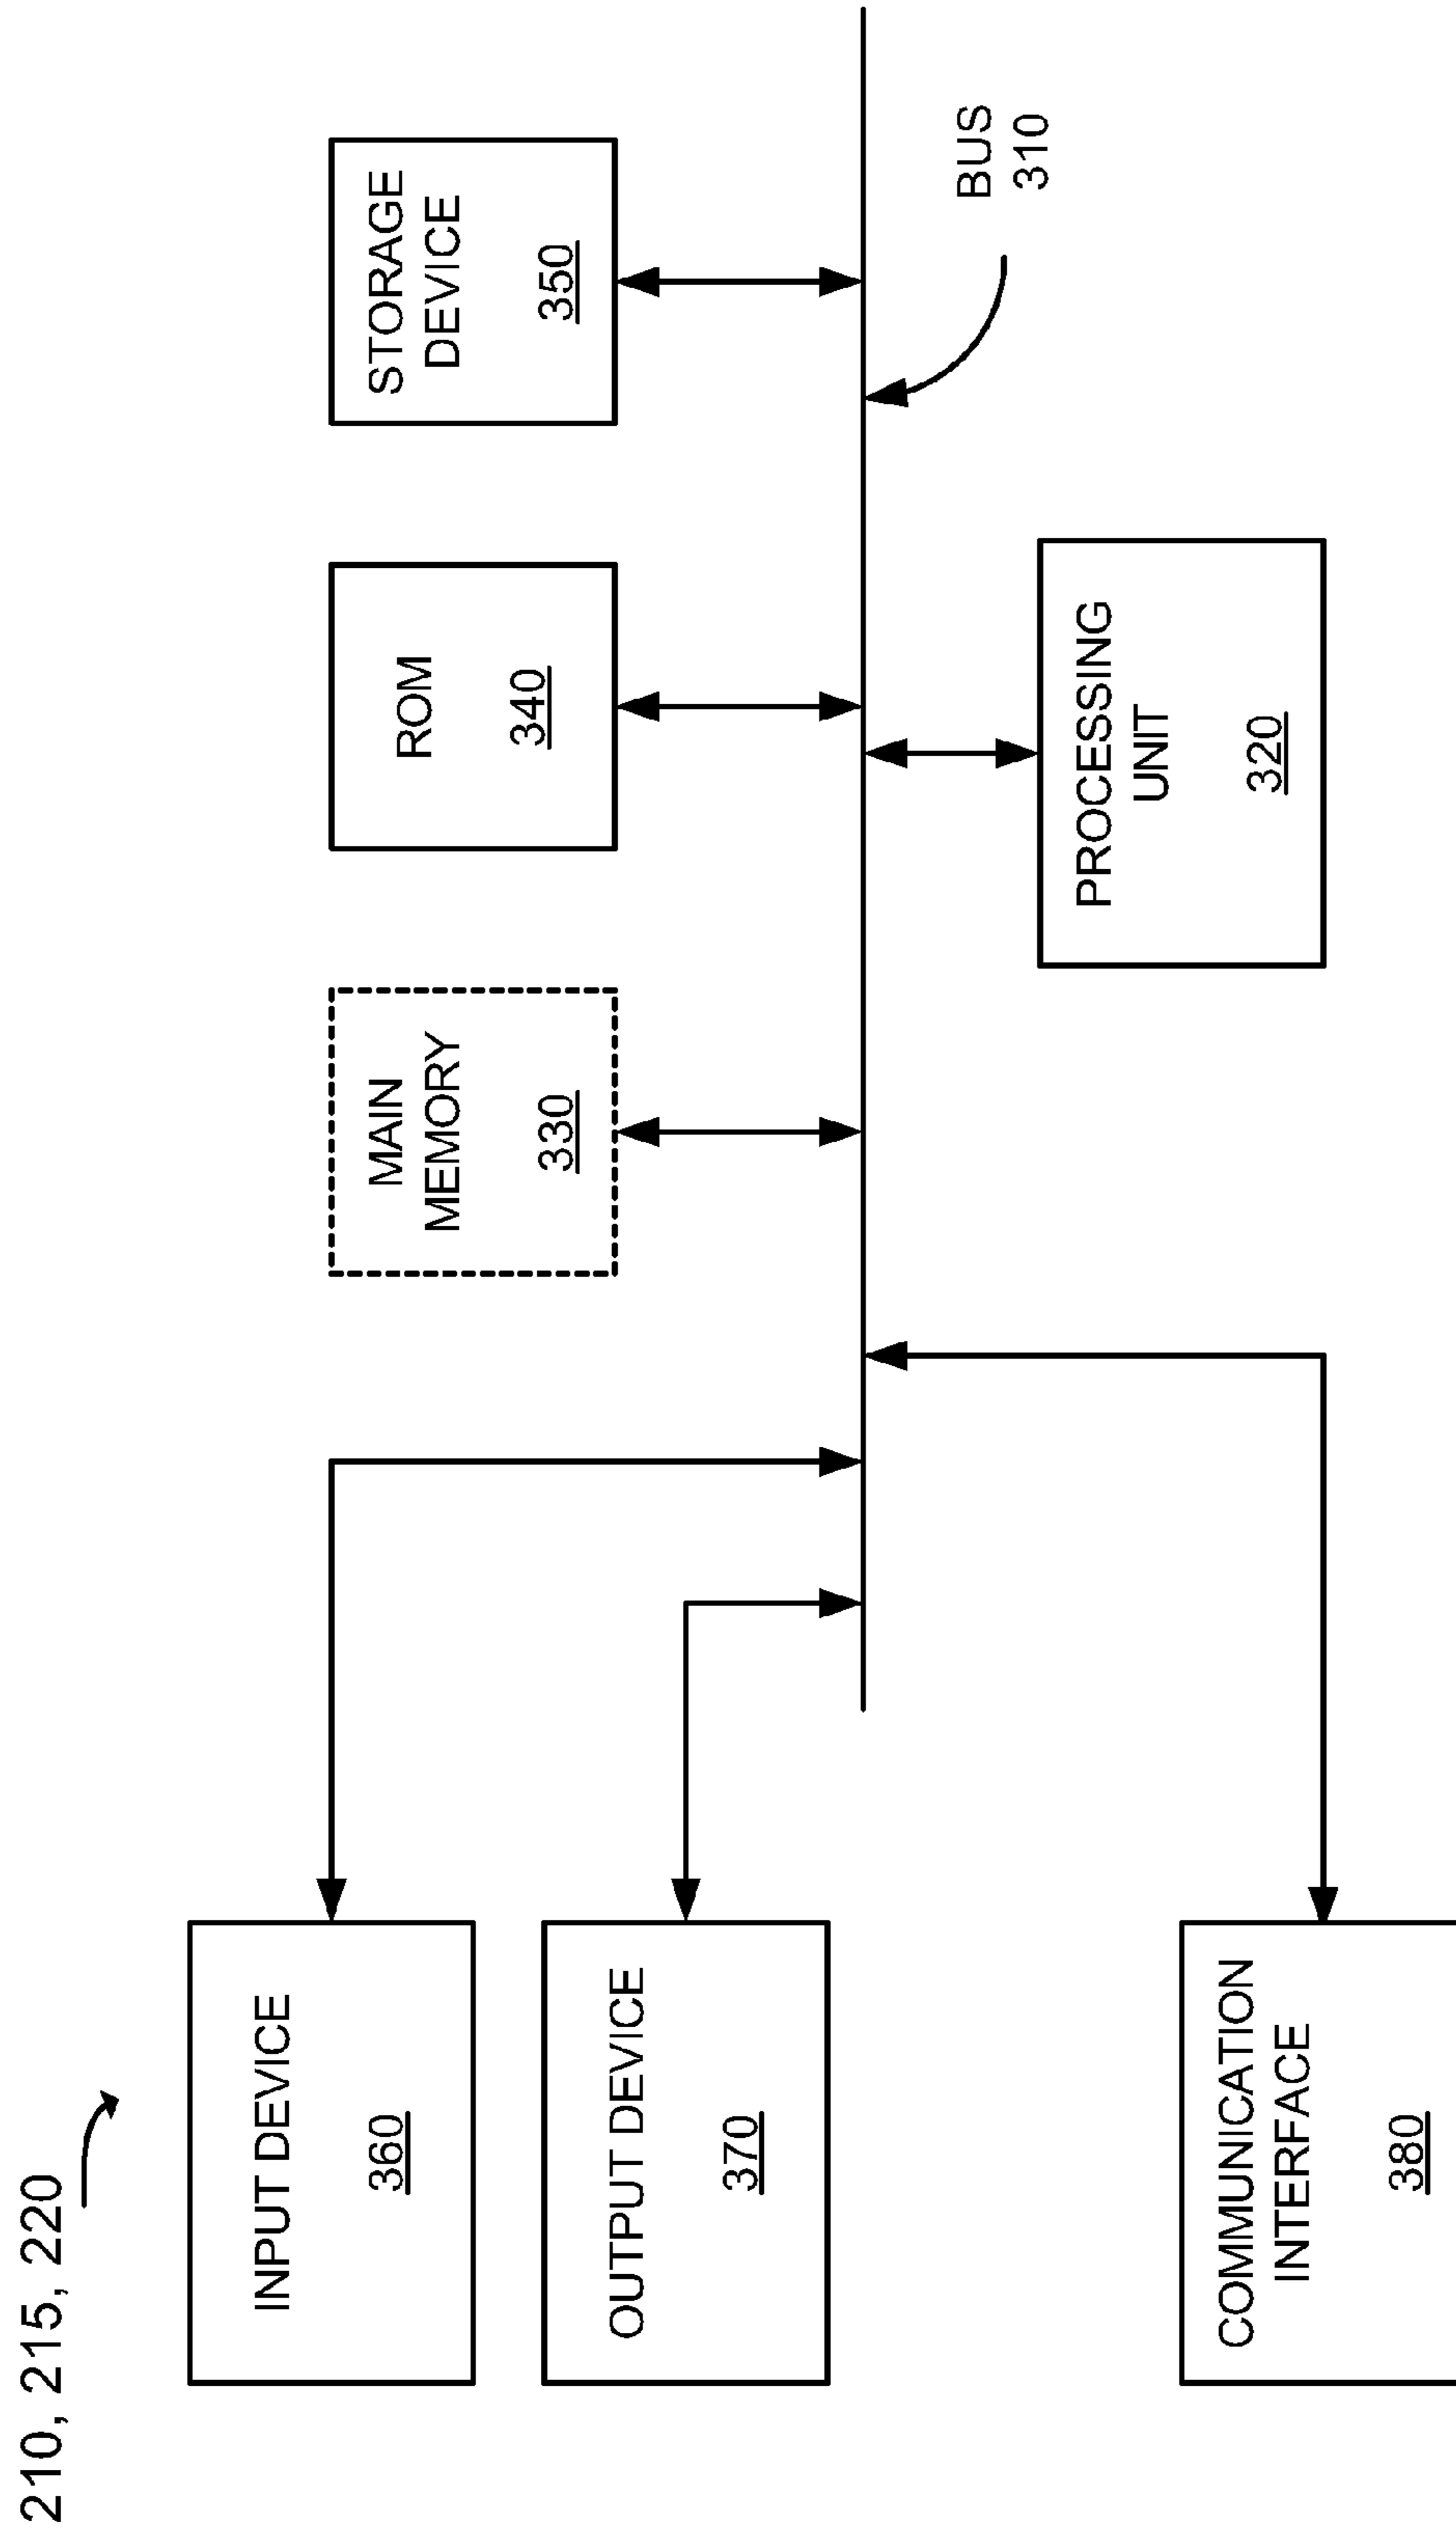 210, 215, 220
INPUT DEVICE
360
OUTPUT DEVICE
370
COMMUNICATION
INTERFACE
380
MAIN
MEMORY
330
ROM
340
STORAGE
DEVICE
350
PROCESSING
UNIT
320
BUS
310